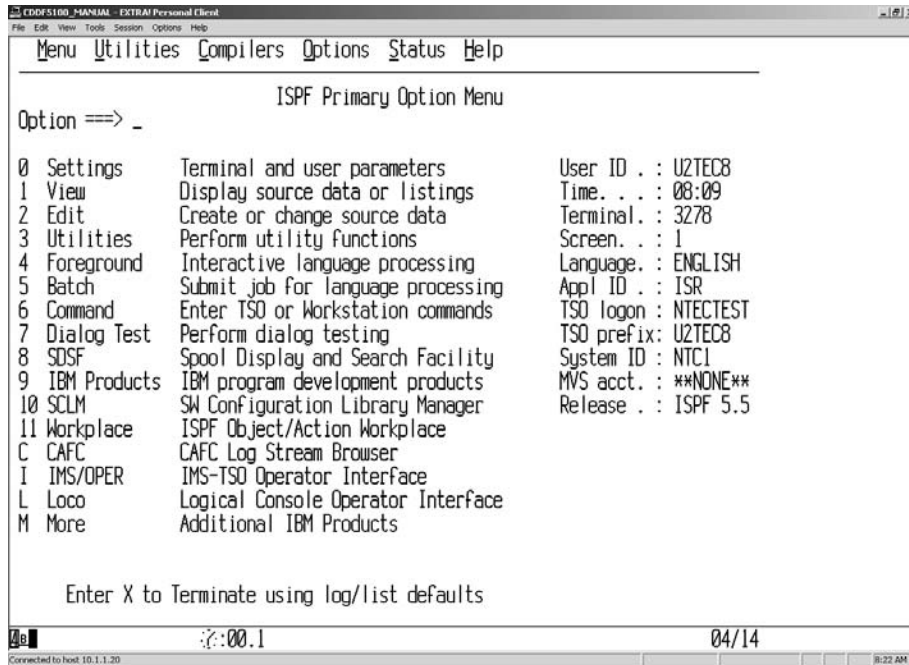 CDDFS100_MANUAL - EXTRA! Personal Client
File Edit View Tools Session Options Help
Menu Utilities Compilers Options Status Help
ISPF Primary Option Menu
Option ===> _
0 Settings Terminal and user parameters User ID . : U2TEC8
1 View Display source data or listings Time. . . : 08:09
2 Edit Create or change source data Terminal. : 3278
3 Utilities Perform utility functions Screen. . : 1
4 Foreground Interactive language processing Language. : ENGLISH
5 Batch Submit job for language processing Appl ID . : ISR
6 Command Enter TSO or Workstation commands TSO logon : NTECTEST
7 Dialog Test Perform dialog testing TSO prefix: U2TEC8
8 SDSF Spool Display and Search Facility System ID : NTC1
9 IBM Products IBM program development products MVS acct. : **NONE**
10 SCLM SW Configuration Library Manager Release . : ISPF 5.5
11 Workplace ISPF Object/Action Workplace
C CAFC CAFC Log Stream Browser
I IMS/OPER IMS-TSO Operator Interface
L Loco Logical Console Operator Interface
M More Additional IBM Products
Enter X to Terminate using log/list defaults
:00.1 04/14
Connected to host 10.1.1.20 8:22 AM